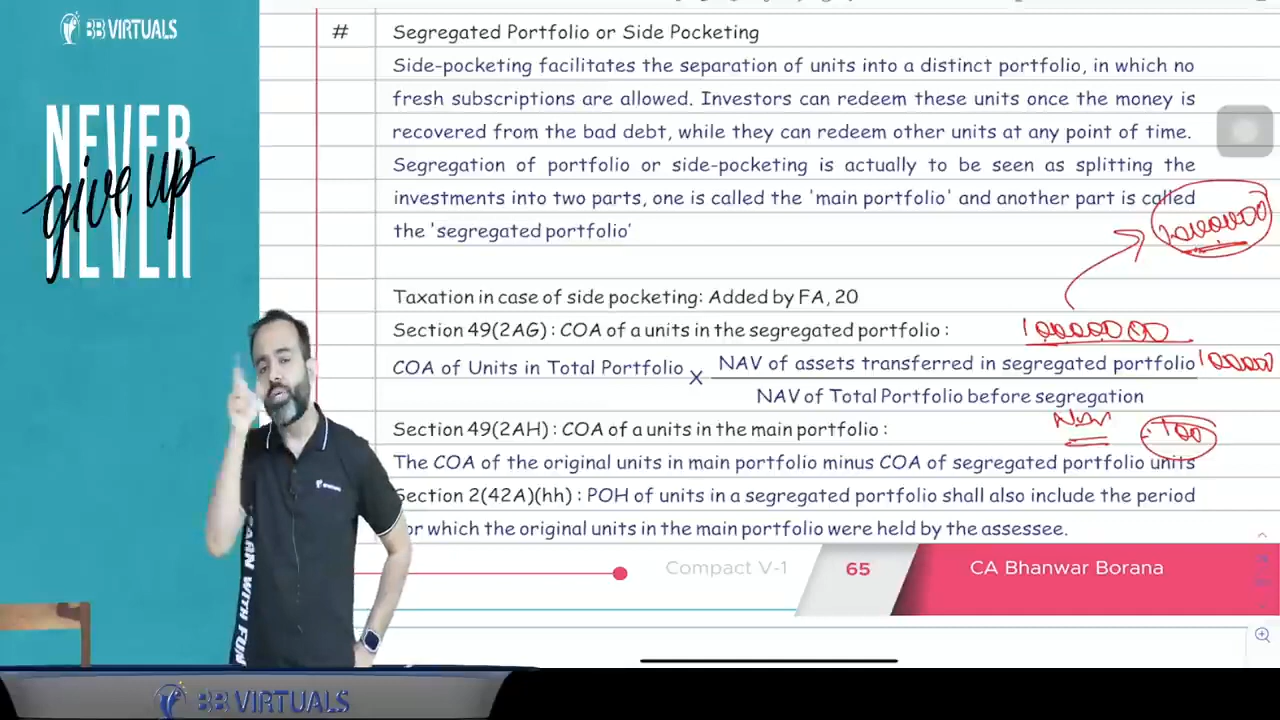 BB VIRTUALS
NEVER
give up
NEVER
# Segregated Portfolio or Side Pocketing
Side-pocketing facilitates the separation of units into a distinct portfolio, in which no
fresh subscriptions are allowed. Investors can redeem these units once the money is
recovered from the bad debt, while they can redeem other units at any point of time.
Segregation of portfolio or side-pocketing is actually to be seen as splitting the
investments into two parts, one is called the 'main portfolio' and another part is called
the 'segregated portfolio'
Taxation in case of side pocketing: Added by FA, 20
Section 49(2AG) : COA of a units in the segregated portfolio :
COA of Units in Total Portfolio X NAV of assets transferred in segregated portfolio
NAV of Total Portfolio before segregation
Section 49(2AH) : COA of a units in the main portfolio :
100
The COA of the original units in main portfolio minus COA of segregated portfolio units
Section 2(42A)(hh) : POH of units in a segregated portfolio shall also include the period
which the original units in the main portfolio were held by the assessee.
Compact V-1
65
CA Bhanwar Borana
EARN WITH FUN
BB VIRTUALS